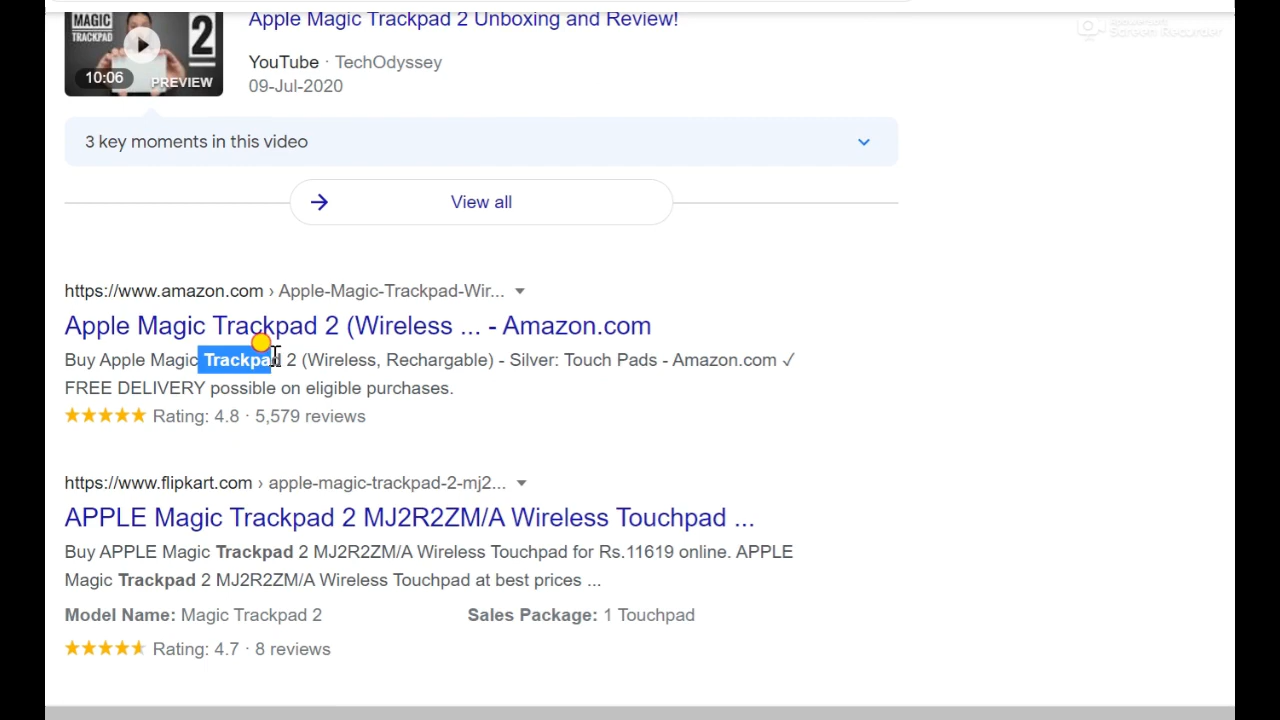 MAGIC
TRACKPAD
2
10:06
PREVIEW
Apple Magic Trackpad 2 Unboxing and Review!
YouTube · TechOdyssey
09-Jul-2020
3 key moments in this video
View all
https://www.amazon.com › Apple-Magic-Trackpad-Wir...
Apple Magic Trackpad 2 (Wireless ... - Amazon.com
Buy Apple Magic Trackpad 2 (Wireless, Rechargable) - Silver: Touch Pads - Amazon.com ✓
FREE DELIVERY possible on eligible purchases.
Rating: 4.8 · 5,579 reviews
https://www.flipkart.com › apple-magic-trackpad-2-mj2...
APPLE Magic Trackpad 2 MJ2R2ZM/A Wireless Touchpad ...
Buy APPLE Magic Trackpad 2 MJ2R2ZM/A Wireless Touchpad for Rs.11619 online. APPLE
Magic Trackpad 2 MJ2R2ZM/A Wireless Touchpad at best prices ...
Model Name: Magic Trackpad 2 Sales Package: 1 Touchpad
Rating: 4.7 · 8 reviews
Screen Recorder